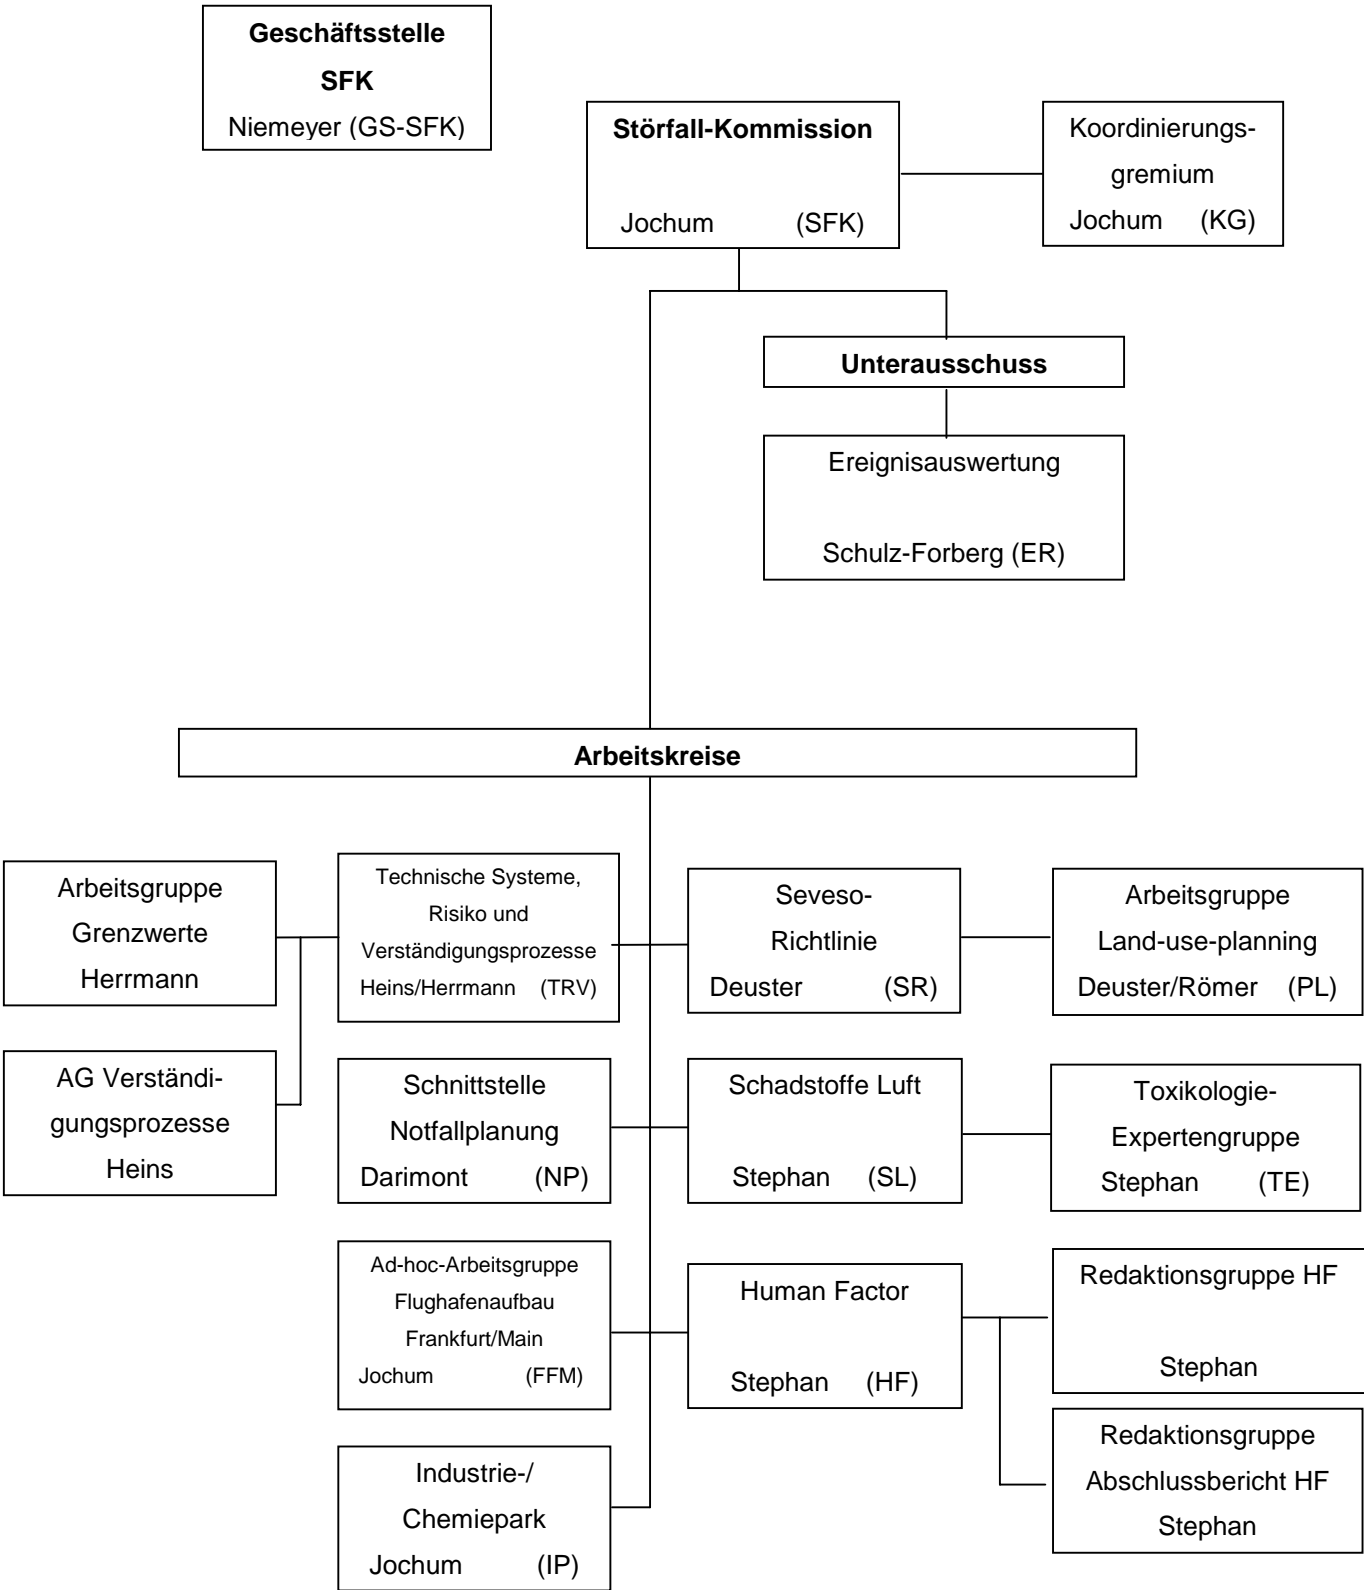 Geschäftsstelle
SFK
Niemeyer (GS-SFK)
Störfall-Kommission
Jochum (SFK)
Koordinierungs-
gremium
Jochum (KG)
Unterausschuss
Ereignisauswertung
Schulz-Forberg (ER)
Arbeitskreise
Arbeitsgruppe
Grenzwerte
Herrmann
Technische Systeme,
Risiko und
Verständigungsprozesse
Heins/Herrmann (TRV)
Seveso-
Richtlinie
Deuster (SR)
Arbeitsgruppe
Land-use-planning
Deuster/Römer (PL)
AG Verständi-
gungsprozesse
Heins
Schnittstelle
Notfallplanung
Darimont (NP)
Schadstoffe Luft
Stephan (SL)
Toxikologie-
Expertengruppe
Stephan (TE)
Ad-hoc-Arbeitsgruppe
Flughafenaufbau
Frankfurt/Main
Jochum (FFM)
Human Factor
Stephan (HF)
Redaktionsgruppe HF
Stephan
Redaktionsgruppe
Abschlussbericht HF
Stephan
Industrie-/
Chemiepark
Jochum (IP)